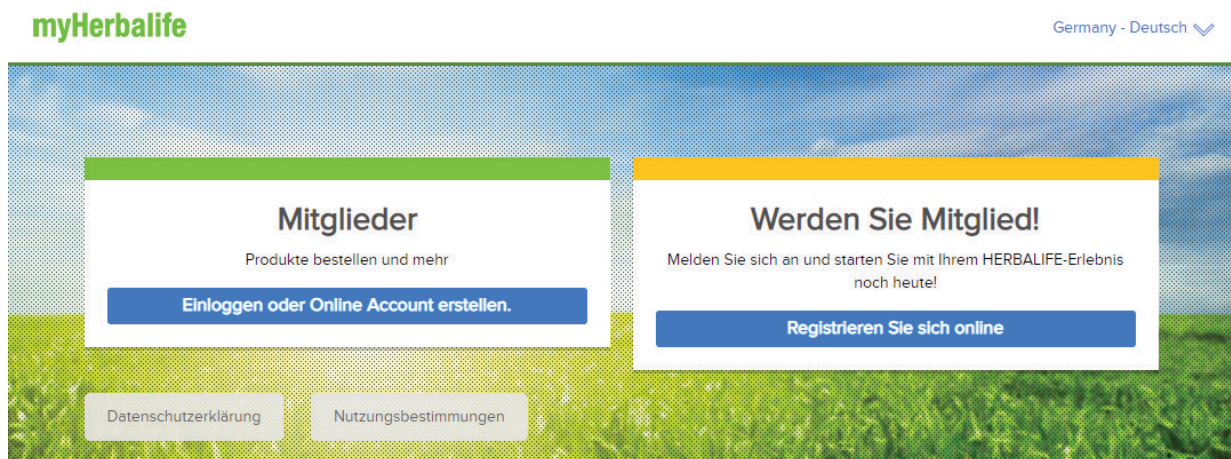 myHerbalife
Germany - Deutsch
Mitglieder
Produkte bestellen und mehr
Einloggen oder Online Account erstellen.
Werden Sie Mitglied!
Melden Sie sich an und starten Sie mit Ihrem HERBALIFE-Erlebnis
noch heute!
Registrieren Sie sich online
Datenschutzerklärung
Nutzungsbestimmungen